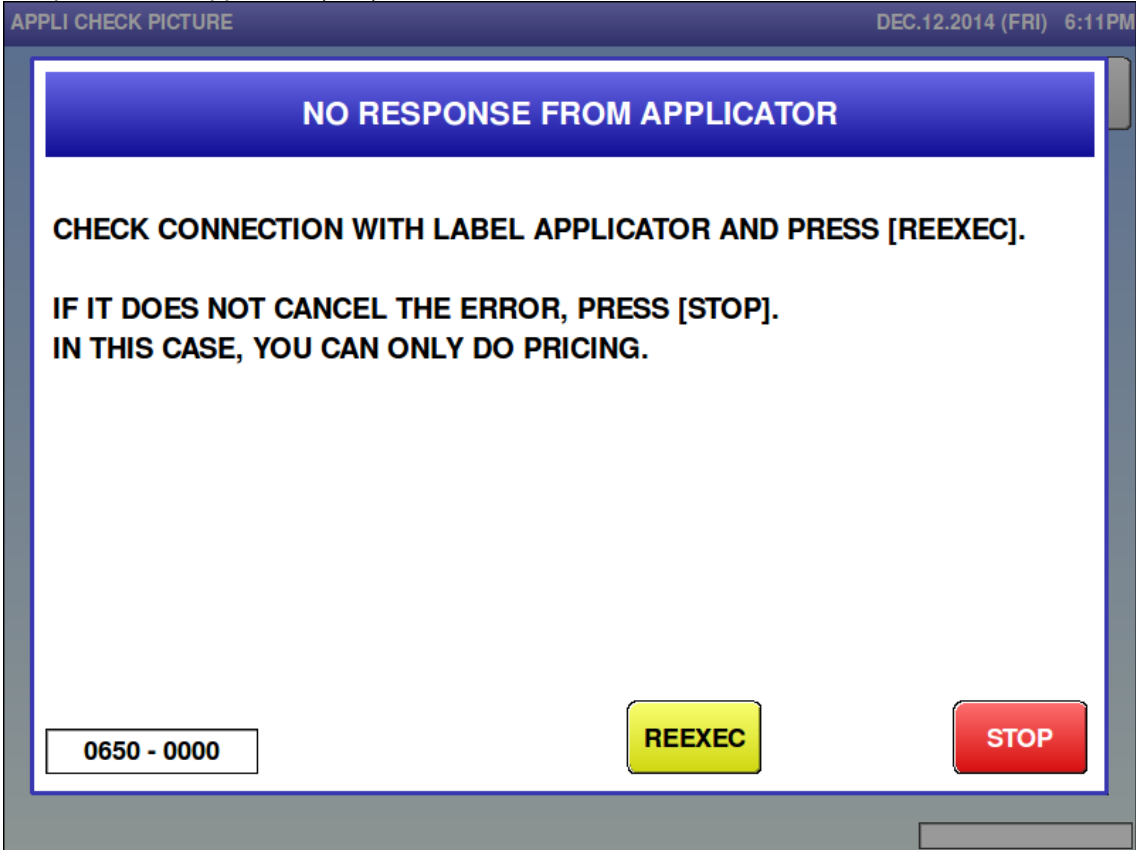 APPLI CHECK PICTURE DEC.12.2014 (FRI) 6:11PM
NO RESPONSE FROM APPLICATOR
CHECK CONNECTION WITH LABEL APPLICATOR AND PRESS [REEXEC].
IF IT DOES NOT CANCEL THE ERROR, PRESS [STOP].
IN THIS CASE, YOU CAN ONLY DO PRICING.
0650 - 0000 REEXEC STOP